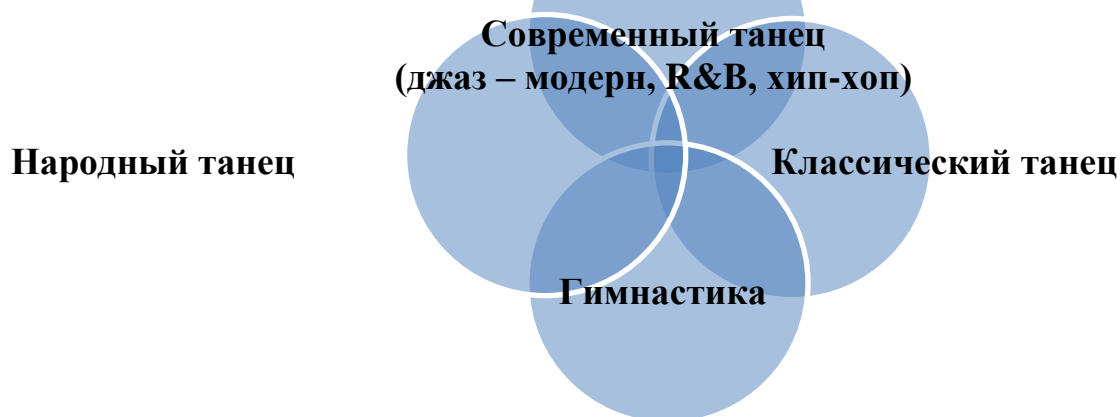 Современный танец
(джаз – модерн, R&B, хип-хоп)
Народный танец
Классический танец
Гимнастика